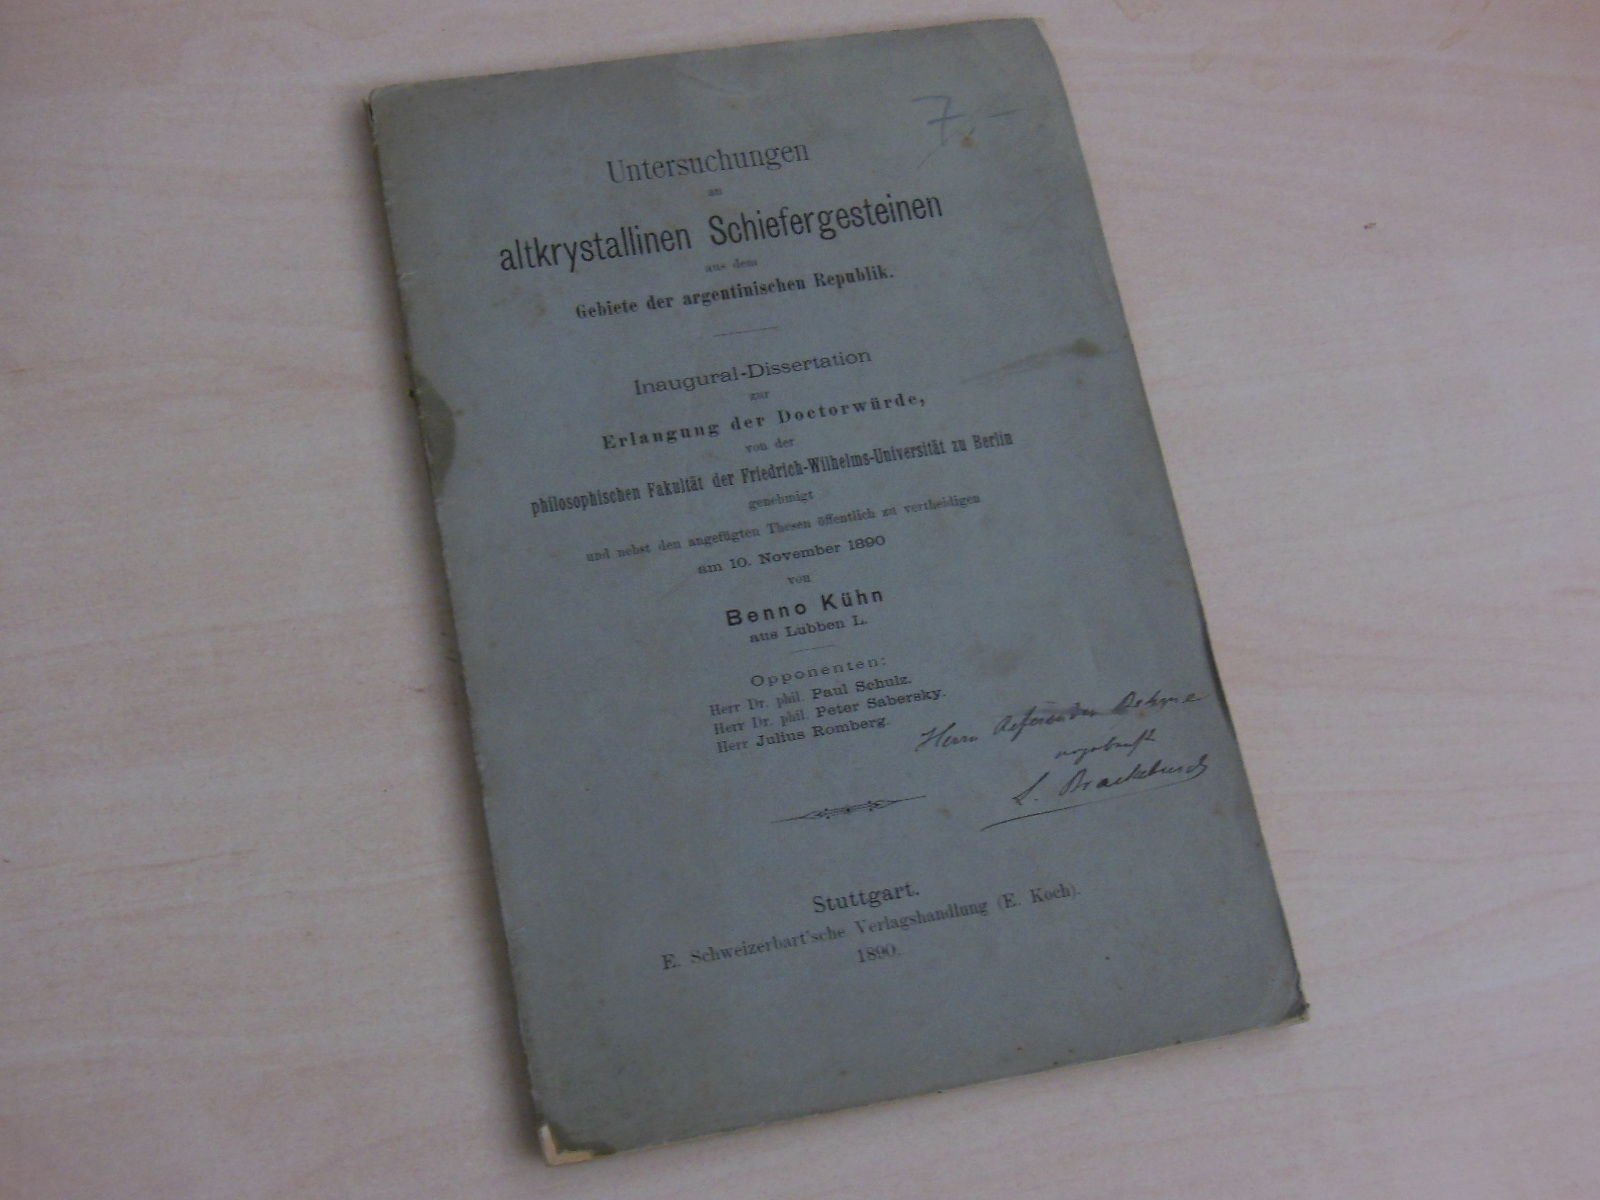 7,-
Untersuchungen
an
altkrystallinen Schiefergesteinen
aus dem
Gebiete der argentinischen Republik.
Inaugural-Dissertation
zur
Erlangung der Doctorwürde,
von der
philosophischen Fakultät der Friedrich-Wilhelms-Universität zu Berlin
genehmigt
und nebst den angefügten Thesen öffentlich zu vertheidigen
am 10. November 1890
von
Benno Kühn
aus Lübben L.
Opponenten:
Herr Dr. phil. Paul Schulz.
Herr Dr. phil. Peter Sabersky.
Herr Julius Romberg.
Herrn
L. Brackebusch
Stuttgart.
E. Schweizerbart'sche Verlagshandlung (E. Koch).
1890.